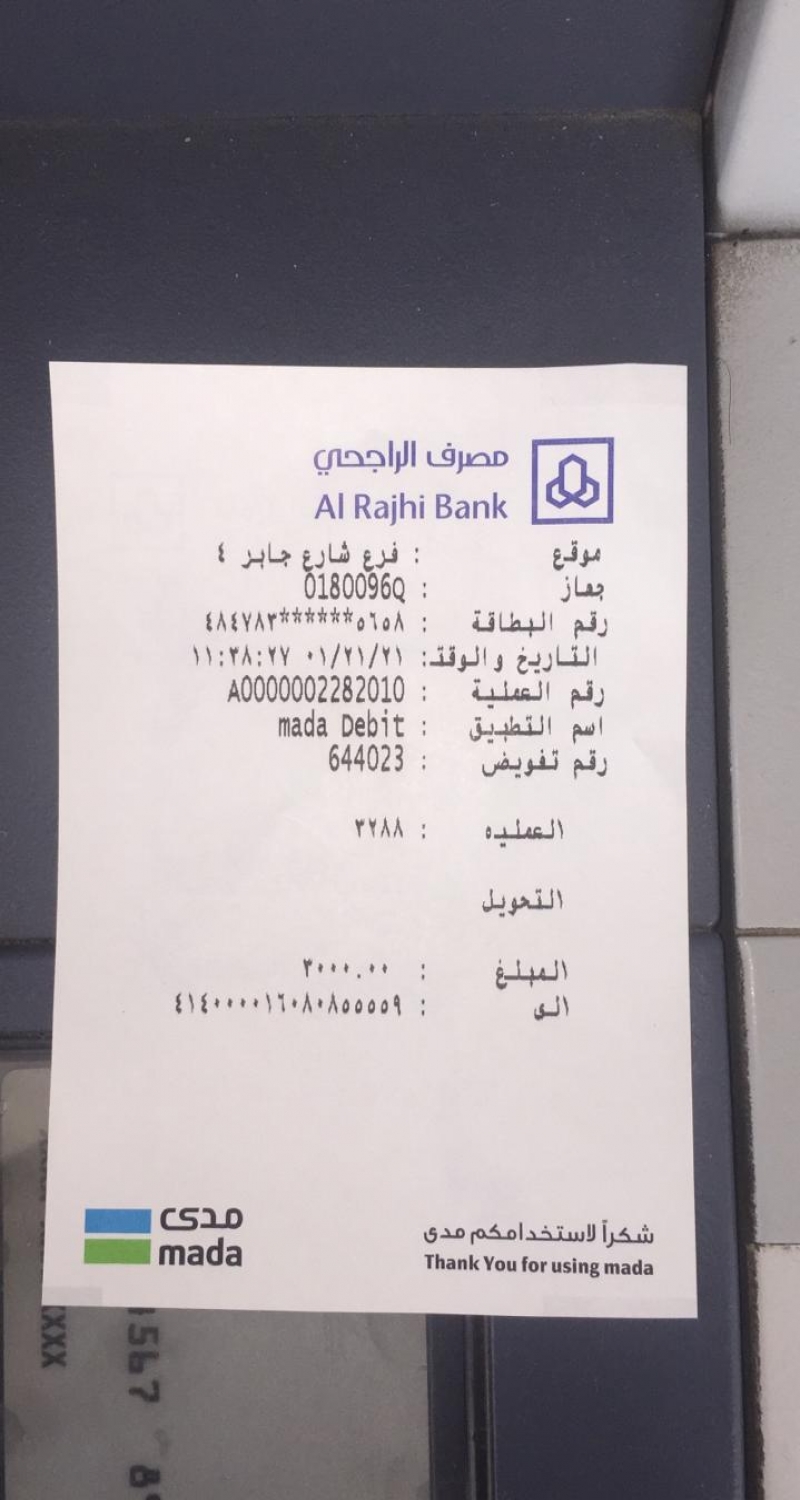 مصرف الراجحي
Al Rajhi Bank
موقع : فرع شارع جابر ٤
جهاز : 0180096Q
رقم البطاقة : ٤٨٤٧٨٣******٥٦٥٨
التاريخ والوقت: ٠١/٢١/٢١ ١١:٣٨:٢٧
رقم العملية : A0000002282010
اسم التطبيق : mada Debit
رقم تفويض : 644023
العمليه : ٣٢٨٨
التحويل
المبلغ : ٣٠٠٠.٠٠
الى : ٤١٤٠٠٠٠١٦٠٨٠٨٥٥٥٥٩
مدى
mada
شكراً لاستخدامكم مدى
Thank You for using mada
XXX